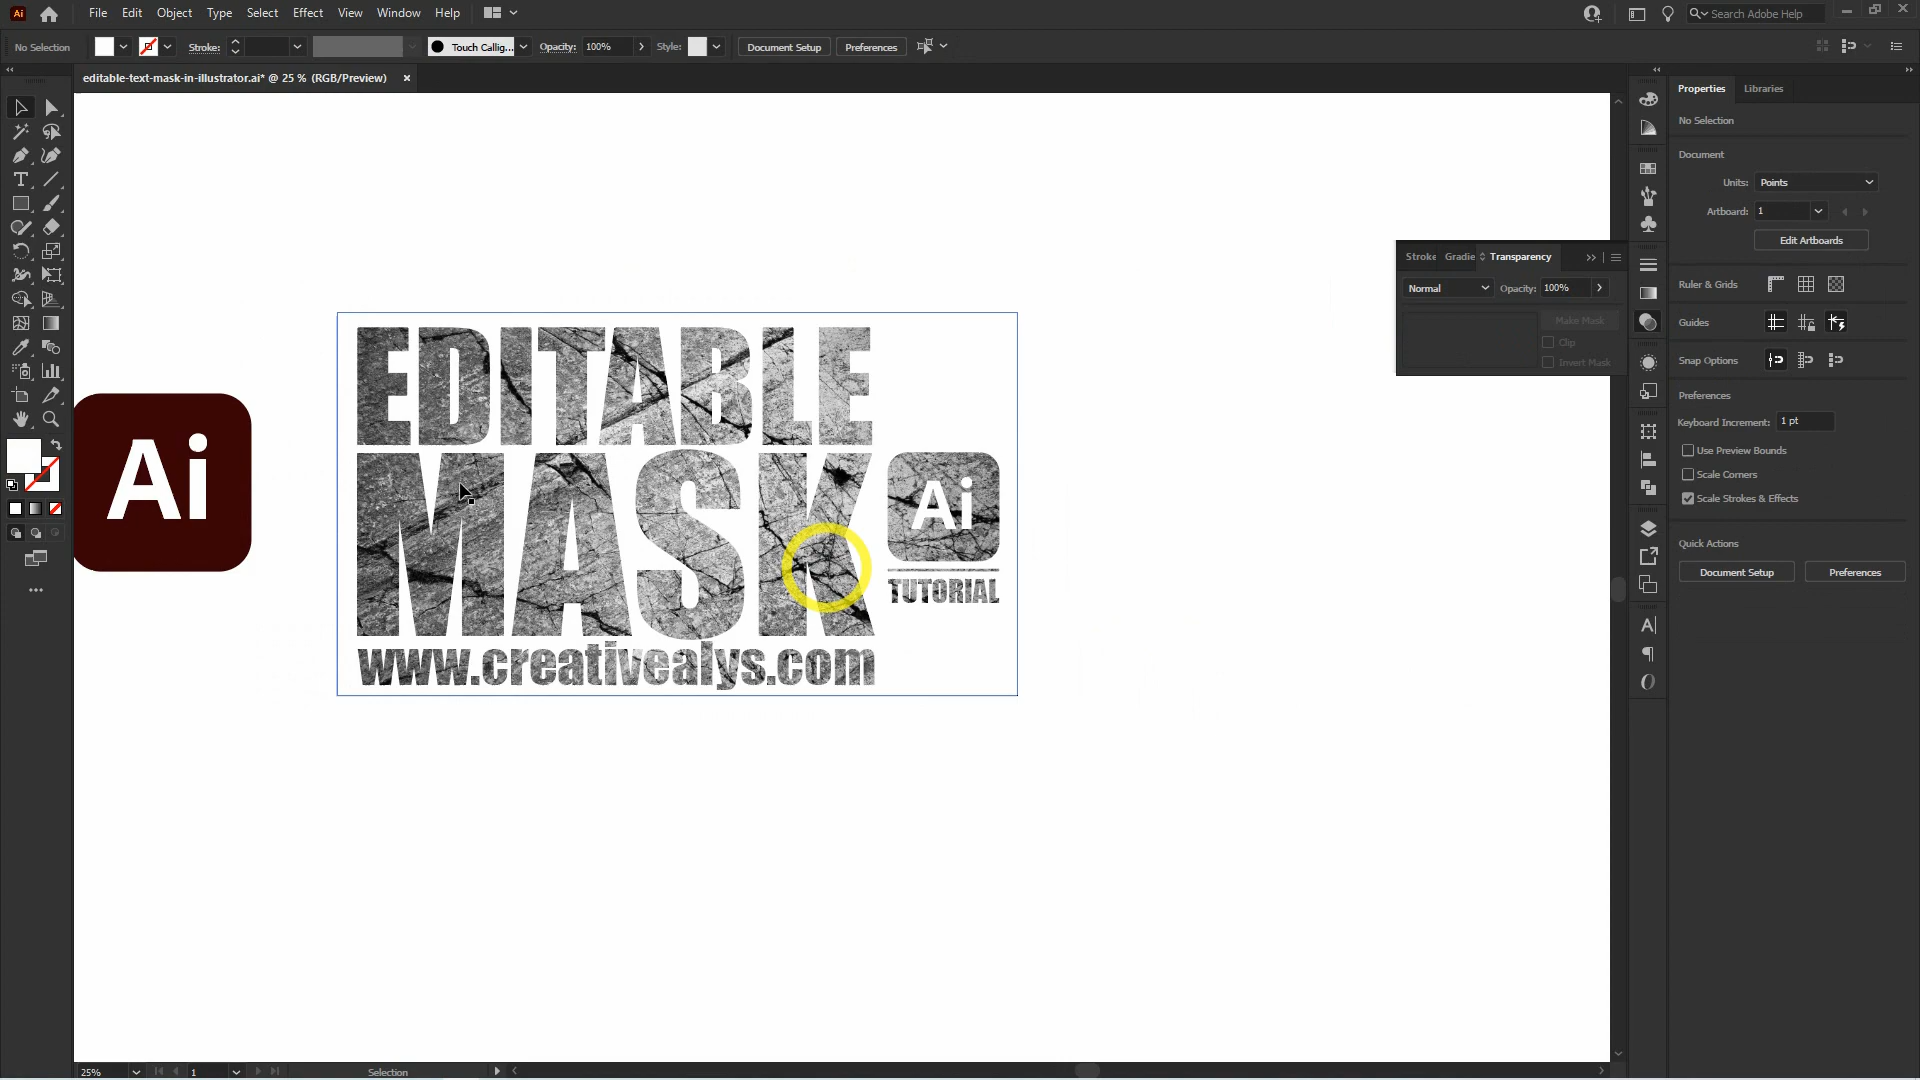 Ai File Edit Object Type Select Effect View Window Help Search Adobe Help
No Selection Stroke: Touch Callig... Opacity: 100% Style: Document Setup Preferences
editable-text-mask-in-illustrator.ai* @ 25 % (RGB/Preview) ×
Properties Libraries
No Selection
Document
Units: Points
Artboard: 1
Edit Artboards
Stroke Gradie Transparency
Normal Opacity: 100%
Make Mask
Clip
Invert Mask
Ruler & Grids
Guides
Snap Options
Preferences
Keyboard Increment: 1 pt
Use Preview Bounds
Scale Corners
Scale Strokes & Effects
Quick Actions
Document Setup Preferences
Ai
EDITABLE
MASK
Ai
TUTORIAL
www.creativealys.com
25% 1 Selection